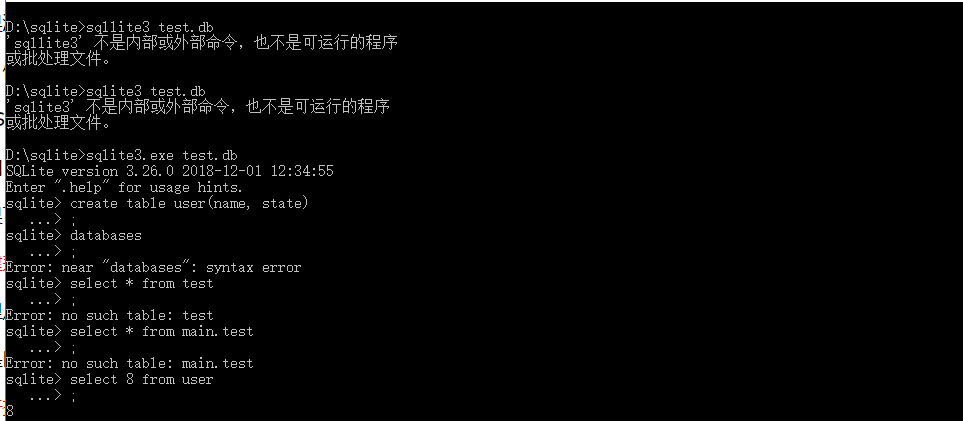 D:\sqlite>sqllite3 test.db
'sqllite3' 不是内部或外部命令，也不是可运行的程序
或批处理文件。
D:\sqlite>sqlite3 test.db
'sqlite3' 不是内部或外部命令，也不是可运行的程序
或批处理文件。
D:\sqlite>sqlite3.exe test.db
SQLite version 3.26.0 2018-12-01 12:34:55
Enter ".help" for usage hints.
sqlite> create table user(name, state)
...> ;
sqlite> databases
...> ;
Error: near "databases": syntax error
sqlite> select * from test
...> ;
Error: no such table: test
sqlite> select * from main.test
...> ;
Error: no such table: main.test
sqlite> select 8 from user
...> ;
8